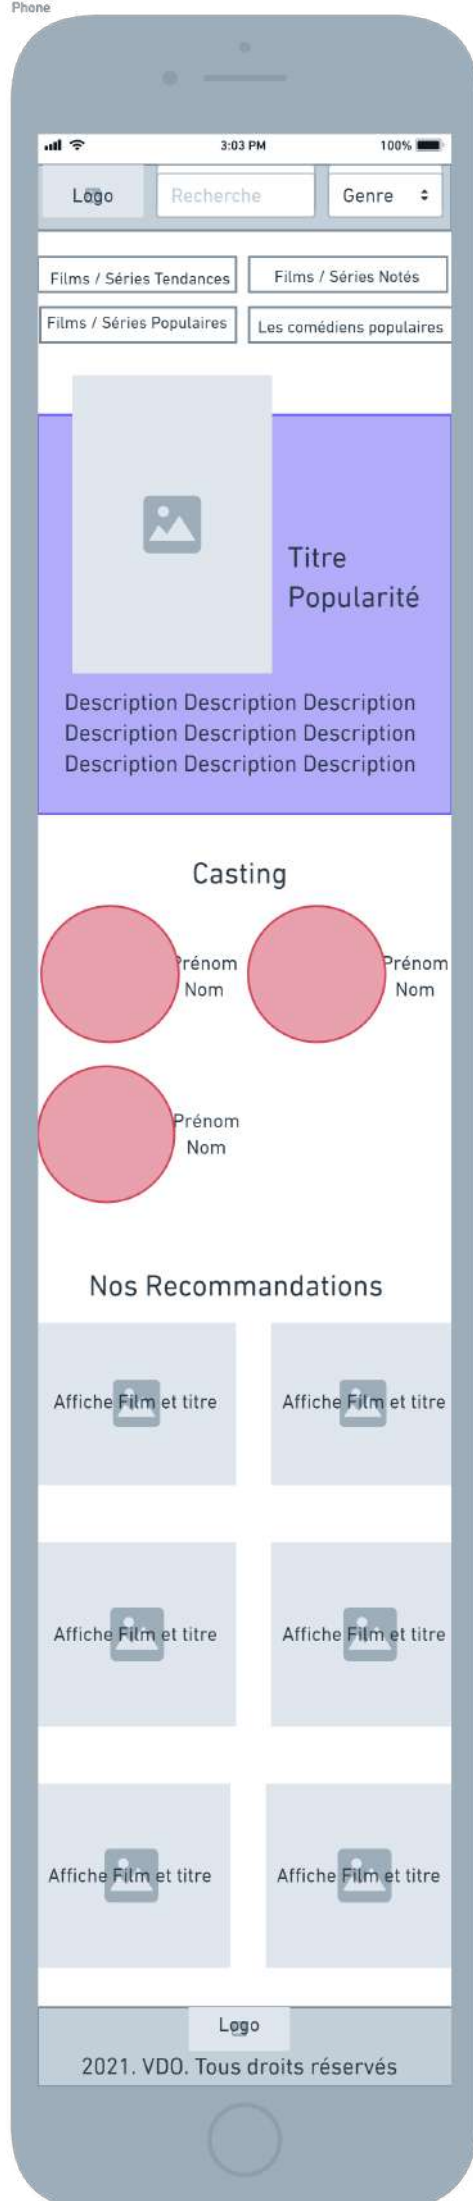 Phone
3:03 PM
100%
Logo
Recherche
Genre
Films / Séries Tendances
Films / Séries Notés
Films / Séries Populaires
Les comédiens populaires
Titre
Popularité
Description Description Description
Description Description Description
Description Description Description
Casting
Prénom
Nom
Prénom
Nom
Prénom
Nom
Nos Recommandations
Affiche Film et titre
Affiche Film et titre
Affiche Film et titre
Affiche Film et titre
Affiche Film et titre
Affiche Film et titre
Logo
2021. VDO. Tous droits réservés